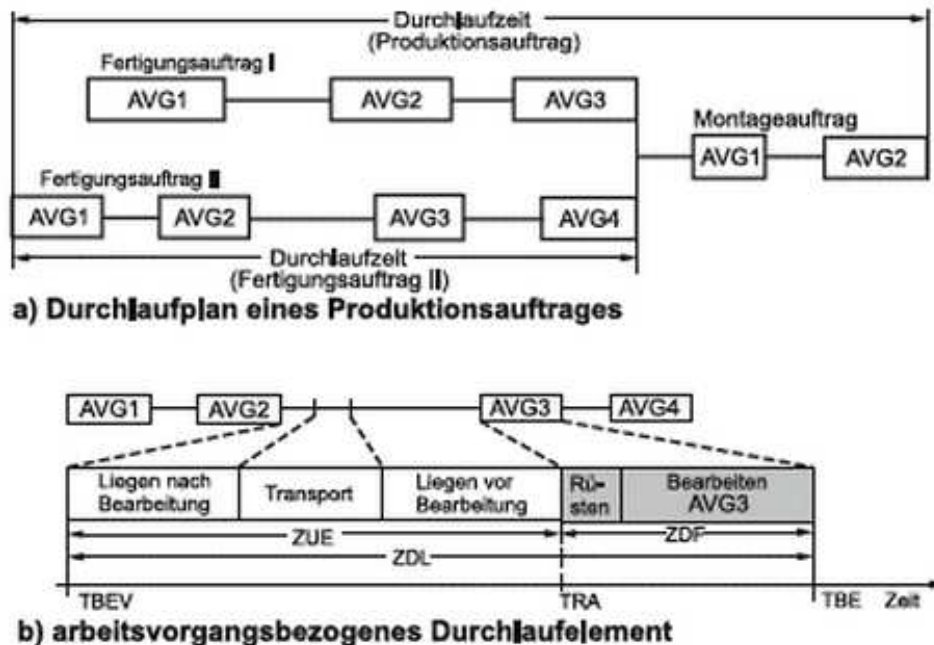 Durchlaufzeit
(Produktionsauftrag)
Fertigungsauftrag I
AVG1 AVG2 AVG3
Montageauftrag
AVG1 AVG2
Fertigungsauftrag II
AVG1 AVG2 AVG3 AVG4
Durchlaufzeit
(Fertigungsauftrag II)
a) Durchlaufplan eines Produktionsauftrages
AVG1 AVG2 AVG3 AVG4
Liegen nach
Bearbeitung
Transport
Liegen vor
Bearbeitung
Rü-
sten
Bearbeiten
AVG3
ZUE ZDF
ZDL
TBEV TRA TBE Zeit
b) arbeitsvorgangsbezogenes Durchlaufelement